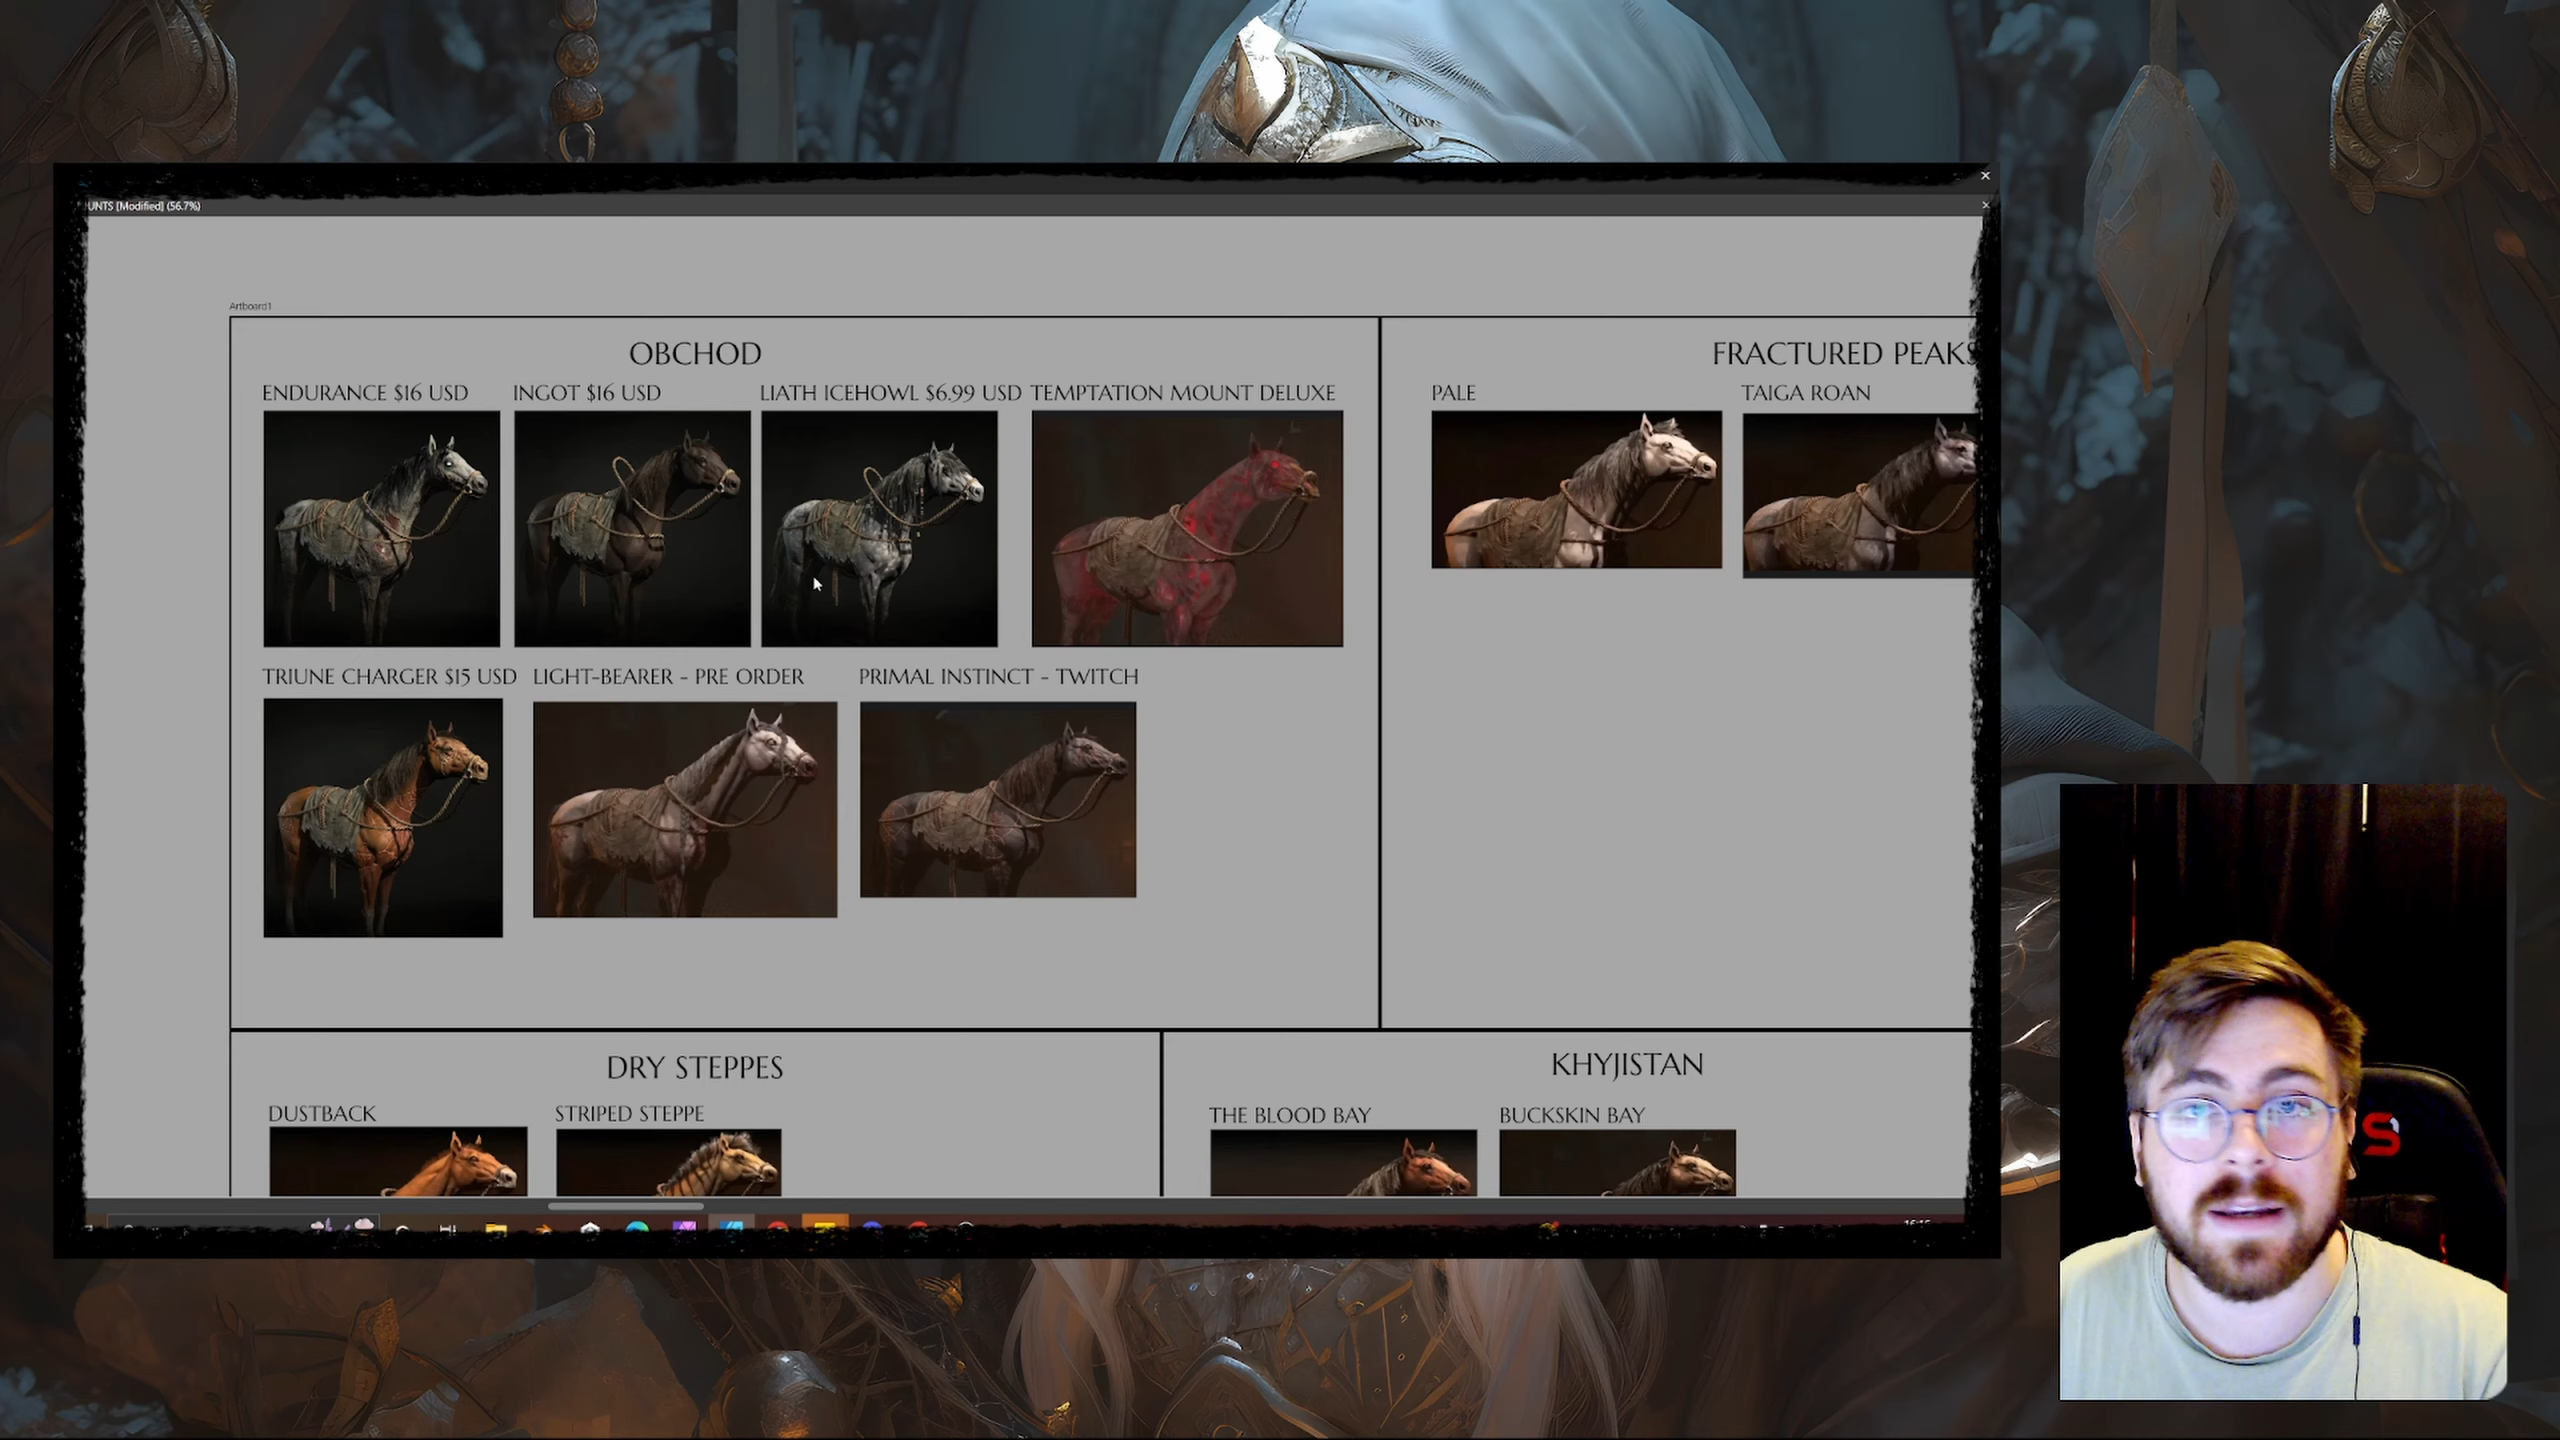 UNTS [Modified] (56.7%)
Artboard1
OBCHOD
ENDURANCE $16 USD
INGOT $16 USD
LIATH ICEHOWL $6.99 USD
TEMPTATION MOUNT DELUXE
TRIUNE CHARGER $15 USD
LIGHT-BEARER - PRE ORDER
PRIMAL INSTINCT - TWITCH
FRACTURED PEAKS
PALE
TAIGA ROAN
DRY STEPPES
DUSTBACK
STRIPED STEPPE
KHYJISTAN
THE BLOOD BAY
BUCKSKIN BAY
S